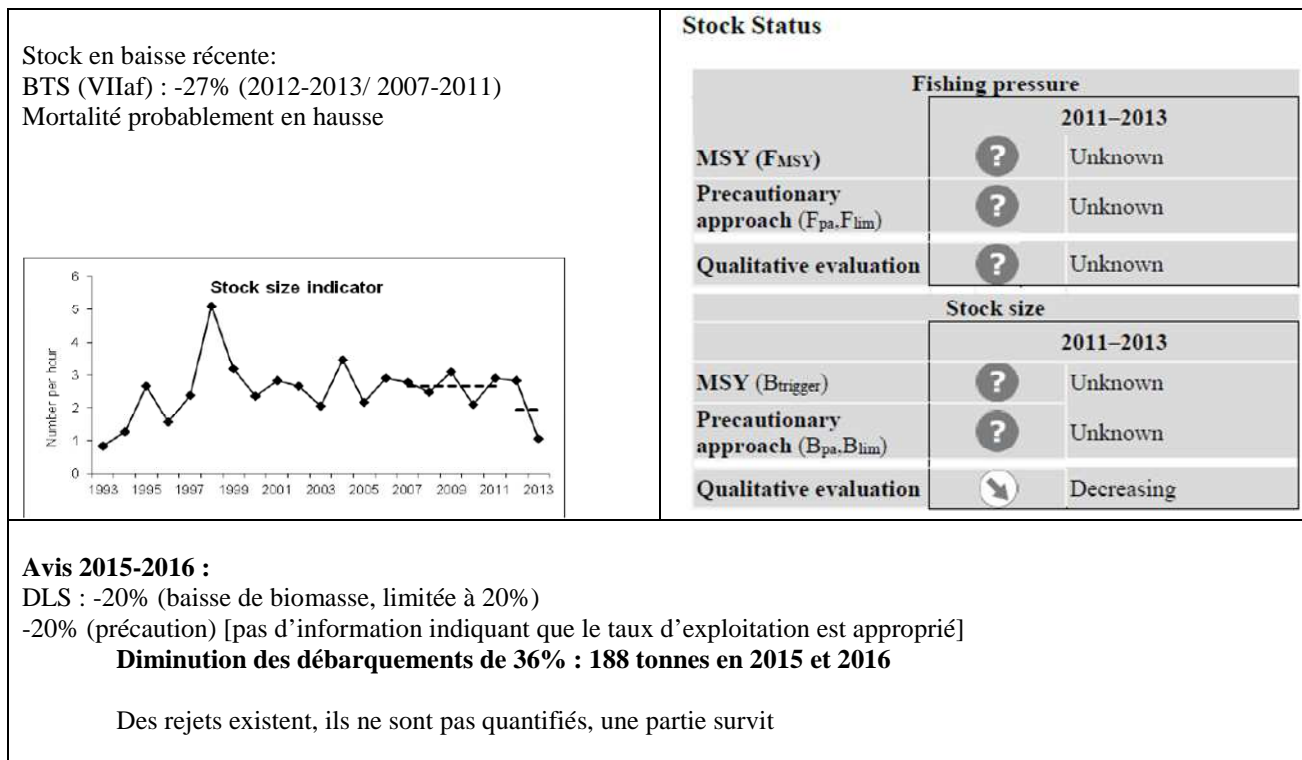 Stock en baisse récente:
BTS (VIIaf) : -27% (2012-2013/ 2007-2011)
Mortalité probablement en hausse
Stock size indicator
Number per hour
6
5
4
3
2
1
0
1993 1995 1997 1999 2001 2003 2005 2007 2009 2011 2013
Stock Status
Fishing pressure
2011–2013
MSY (FMSY) ? Unknown
Precautionary
approach (Fpa,Flim) ? Unknown
Qualitative evaluation ? Unknown
Stock size
2011–2013
MSY (Btrigger) ? Unknown
Precautionary
approach (Bpa,Blim) ? Unknown
Qualitative evaluation Decreasing
Avis 2015-2016 :
DLS : -20% (baisse de biomasse, limitée à 20%)
-20% (précaution) [pas d’information indiquant que le taux d’exploitation est approprié]
Diminution des débarquements de 36% : 188 tonnes en 2015 et 2016
Des rejets existent, ils ne sont pas quantifiés, une partie survit